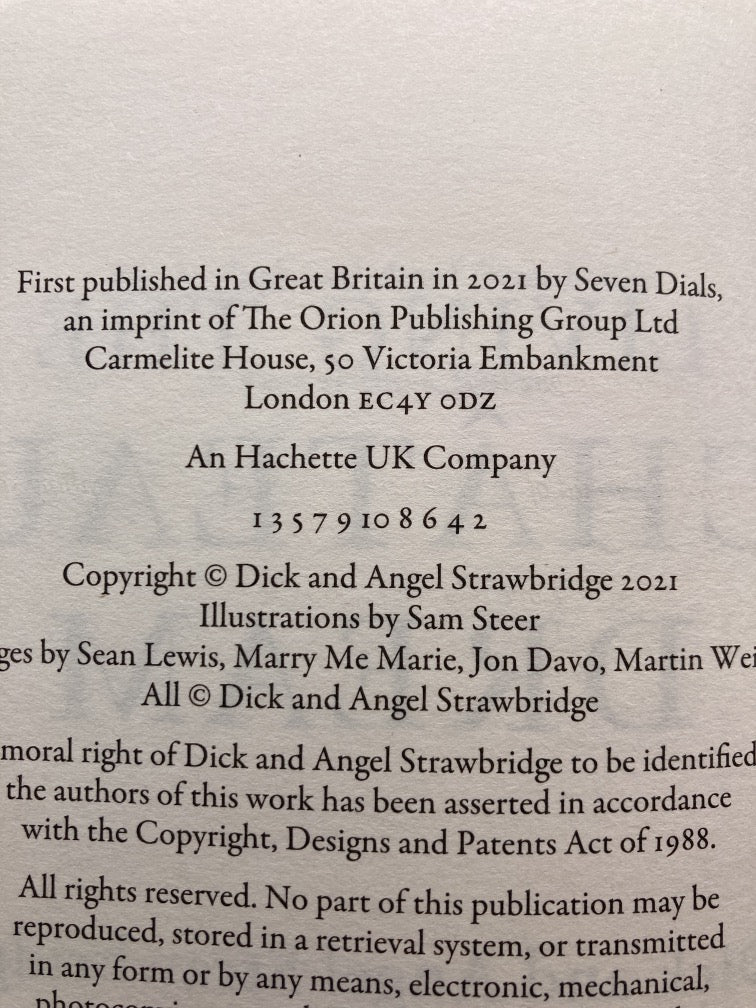 First published in Great Britain in 2021 by Seven Dials,
an imprint of The Orion Publishing Group Ltd
Carmelite House, 50 Victoria Embankment
London EC4Y 0DZ
An Hachette UK Company
1 3 5 7 9 10 8 6 4 2
Copyright © Dick and Angel Strawbridge 2021
Illustrations by Sam Steer
ges by Sean Lewis, Marry Me Marie, Jon Davo, Martin Wei
All © Dick and Angel Strawbridge
moral right of Dick and Angel Strawbridge to be identified
the authors of this work has been asserted in accordance
with the Copyright, Designs and Patents Act of 1988.
All rights reserved. No part of this publication may be
reproduced, stored in a retrieval system, or transmitted
in any form or by any means, electronic, mechanical,